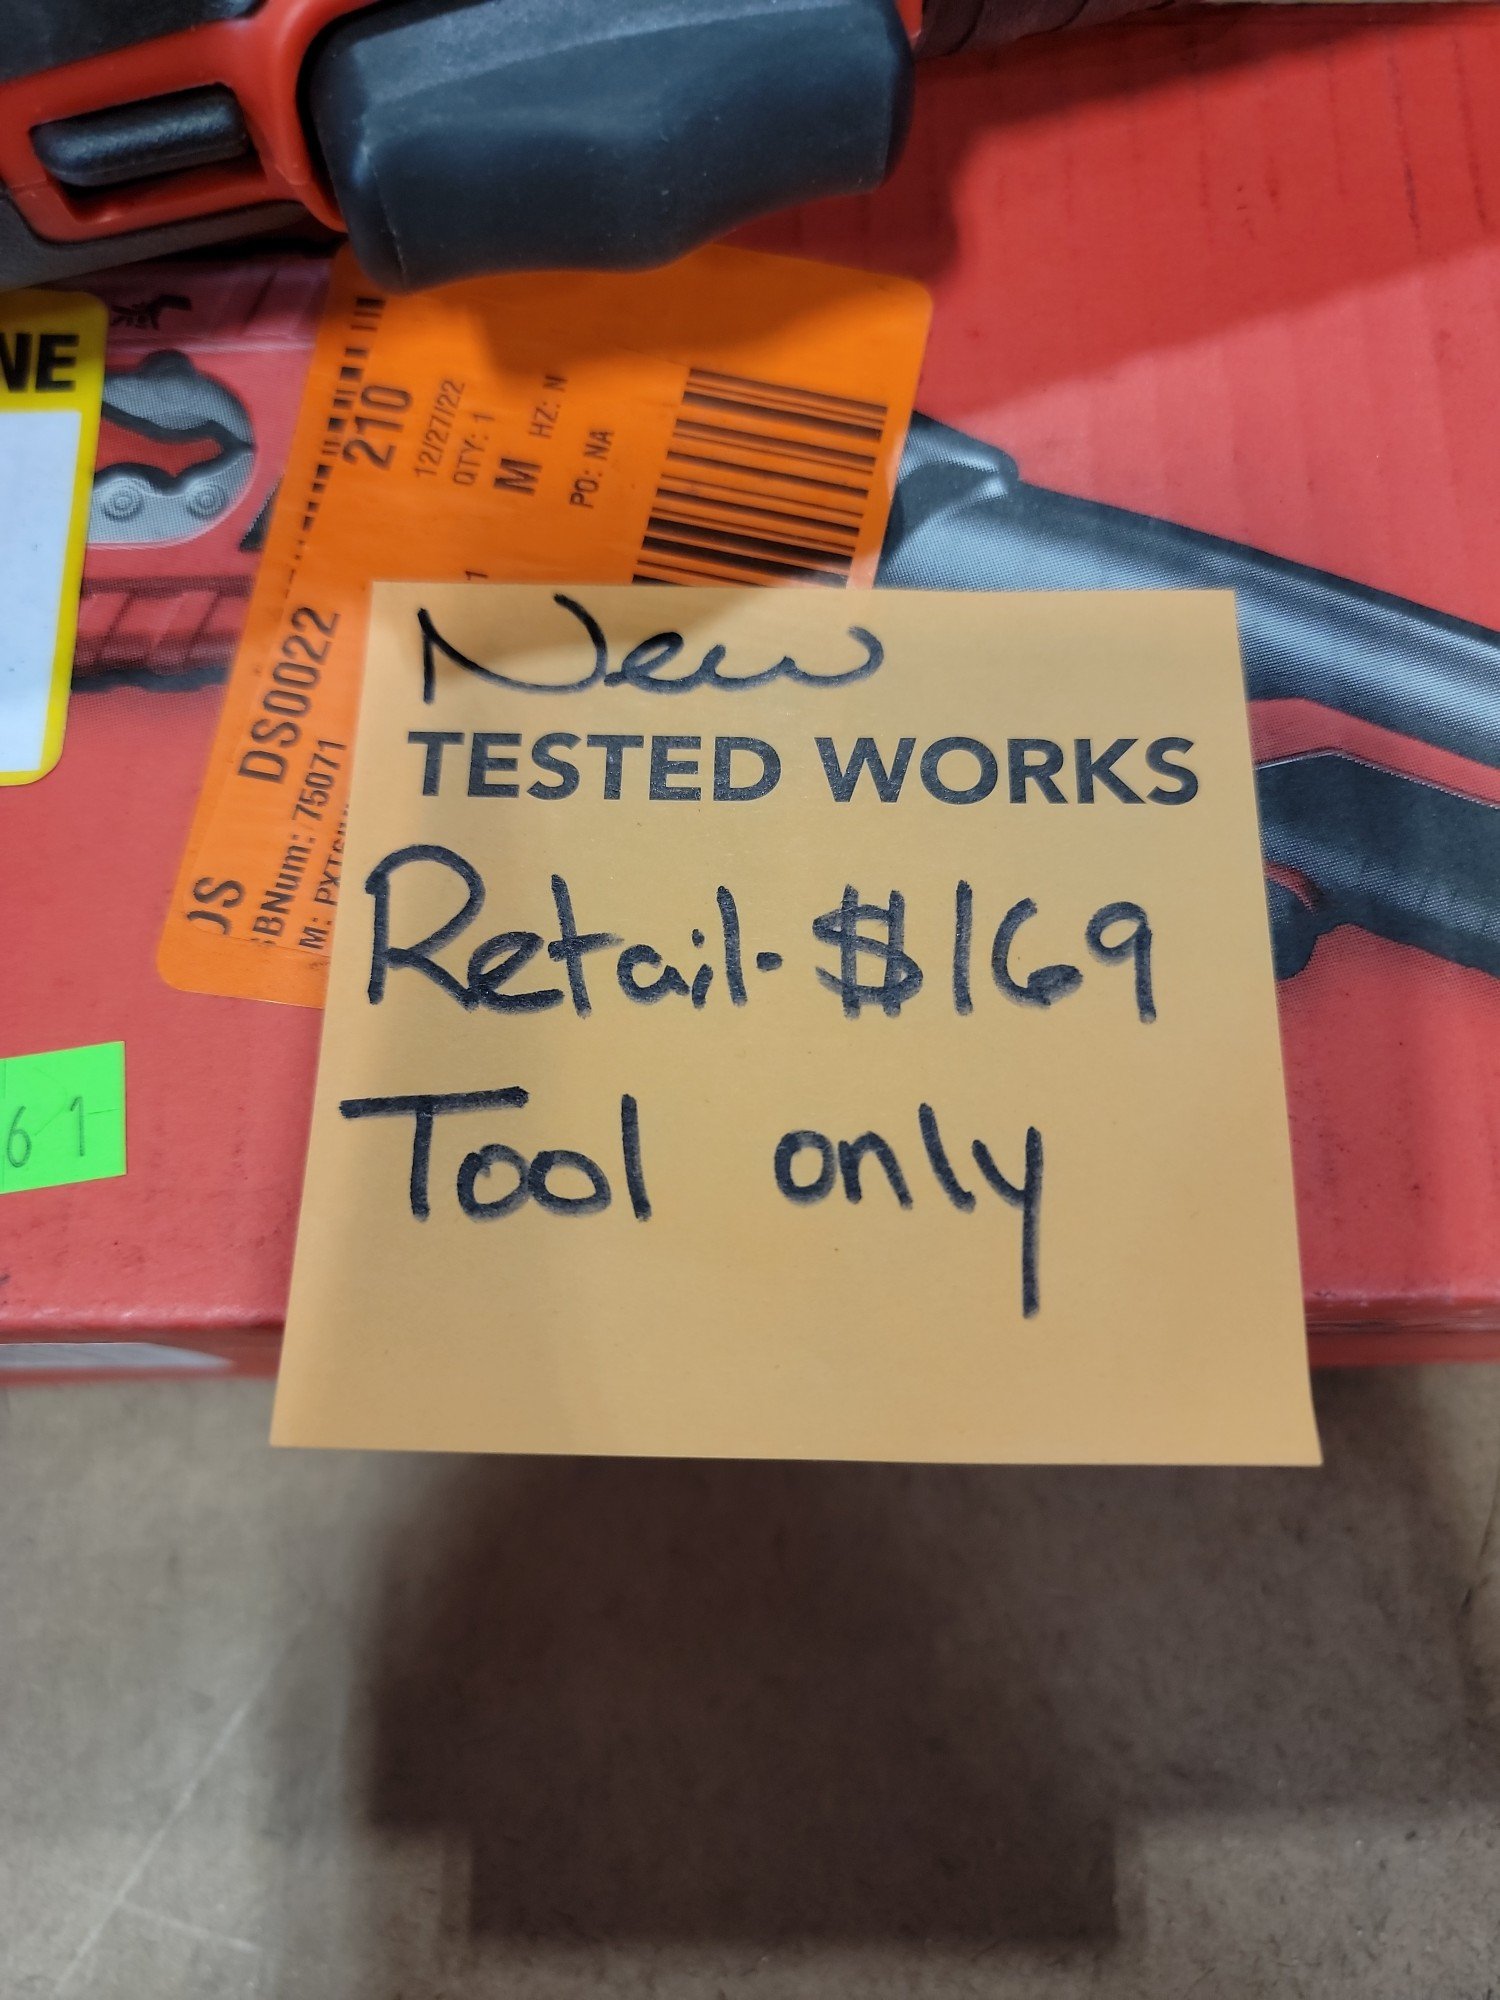 NE
210
12/27/22
QTY: 1
M HZ: N
PO: NA
DS0022
75071
61
New
TESTED WORKS
Retail·$169
Tool only